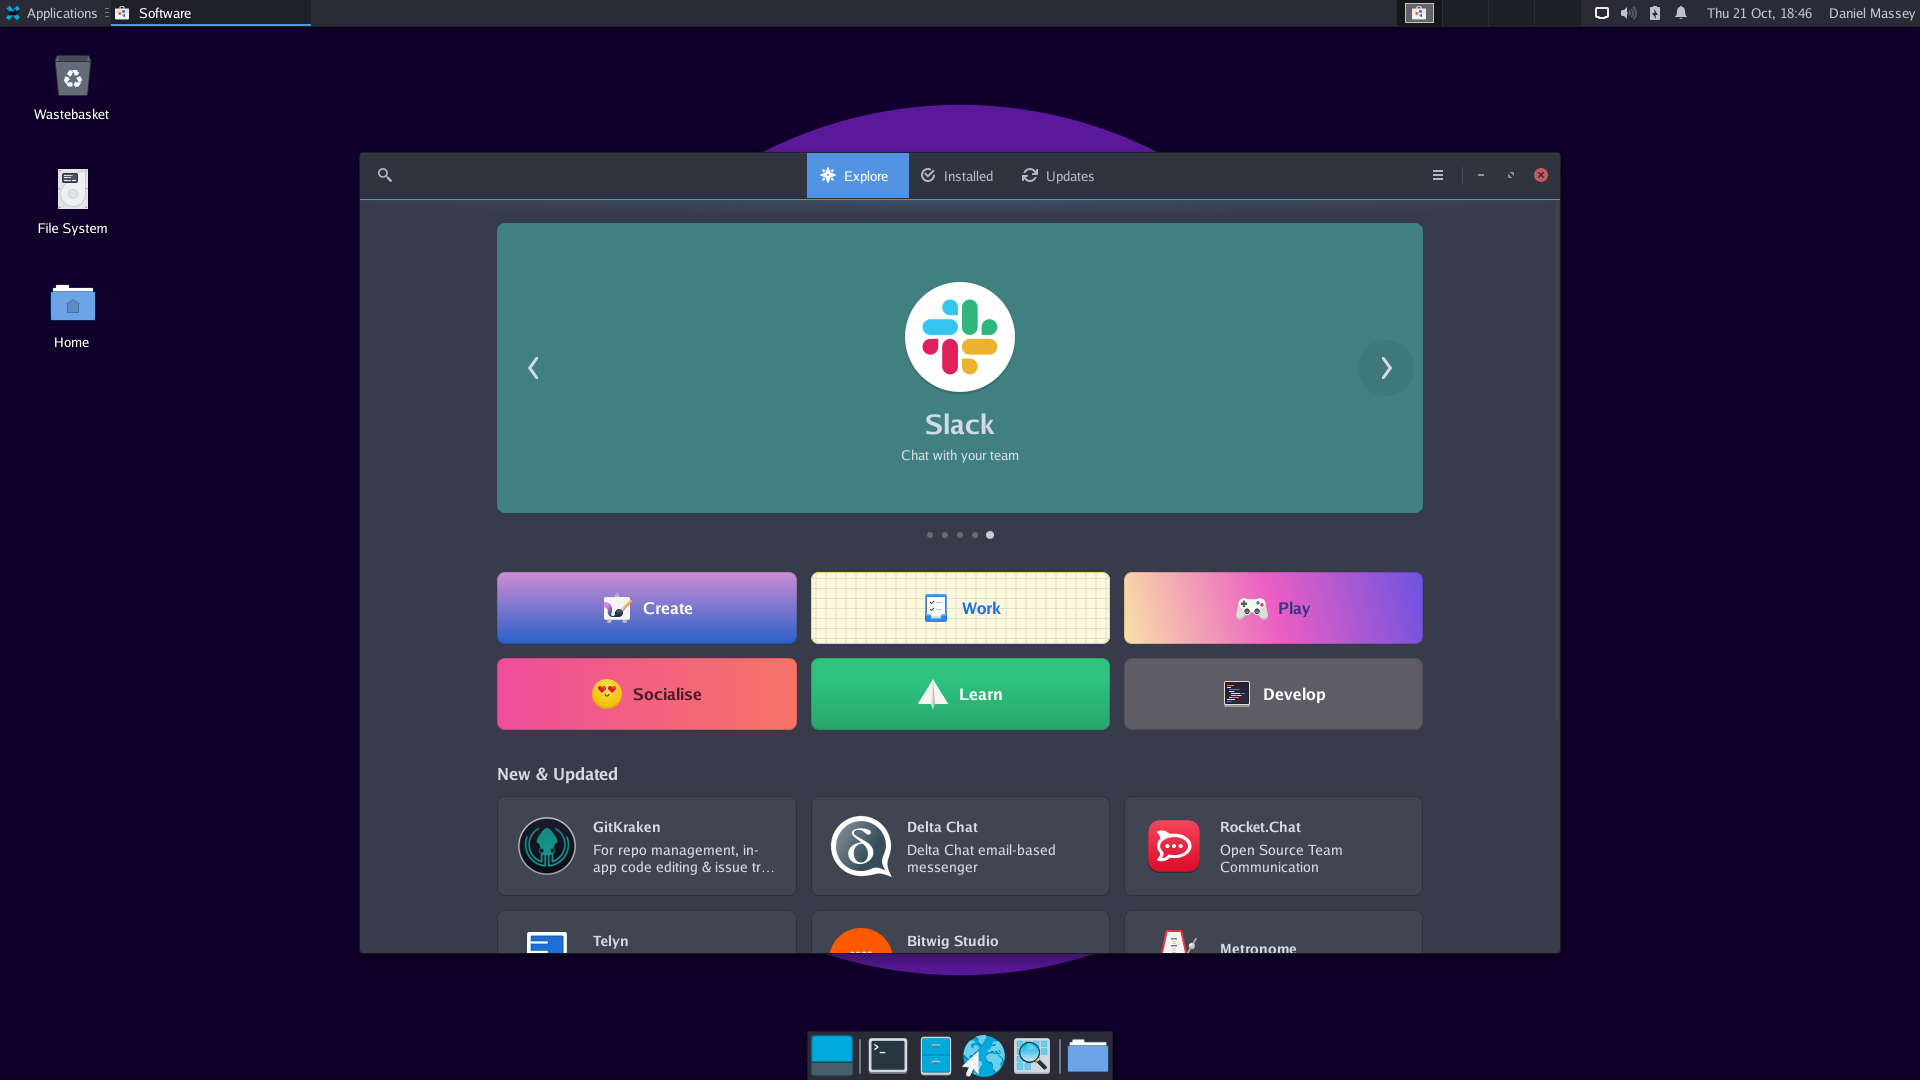 Applications
Software
Thu 21 Oct, 18:46
Daniel Massey
Wastebasket
File System
Home
Explore
Installed
Updates
Slack
Chat with your team
Create
Work
Play
Socialise
Learn
Develop
New & Updated
GitKraken
For repo management, in-
app code editing & issue tr…
Delta Chat
Delta Chat email-based
messenger
Rocket.Chat
Open Source Team
Communication
Telyn
Bitwig Studio
Metronome